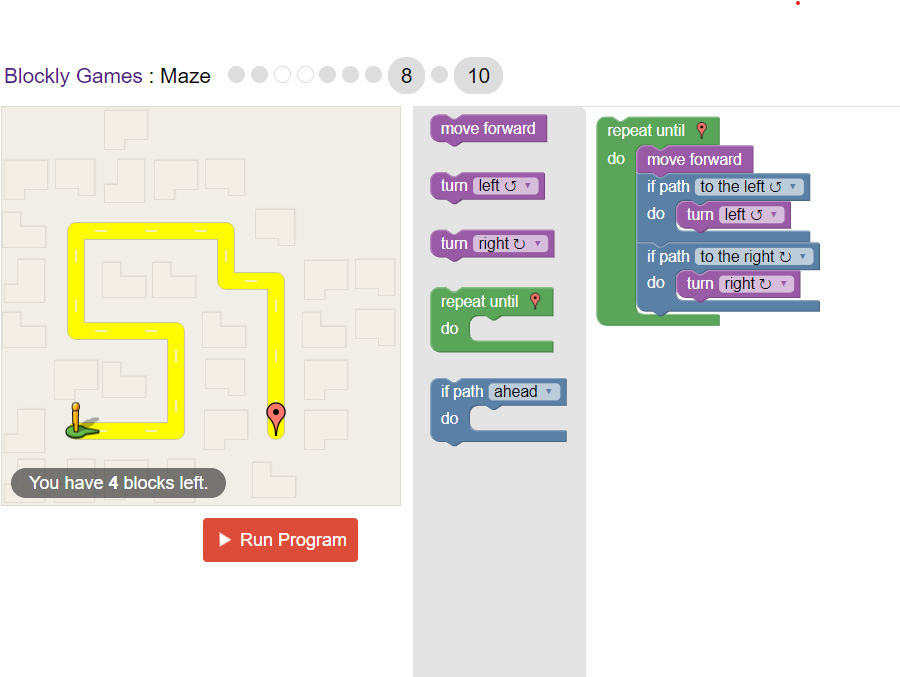 Blockly Games : Maze 8 10
move forward
turn left ↺ ▼
turn right ↻ ▼
repeat until
do
if path ahead ▼
do
repeat until
do move forward
if path to the left ↺ ▼
do turn left ↺ ▼
if path to the right ↻ ▼
do turn right ↻ ▼
You have 4 blocks left.
Run Program